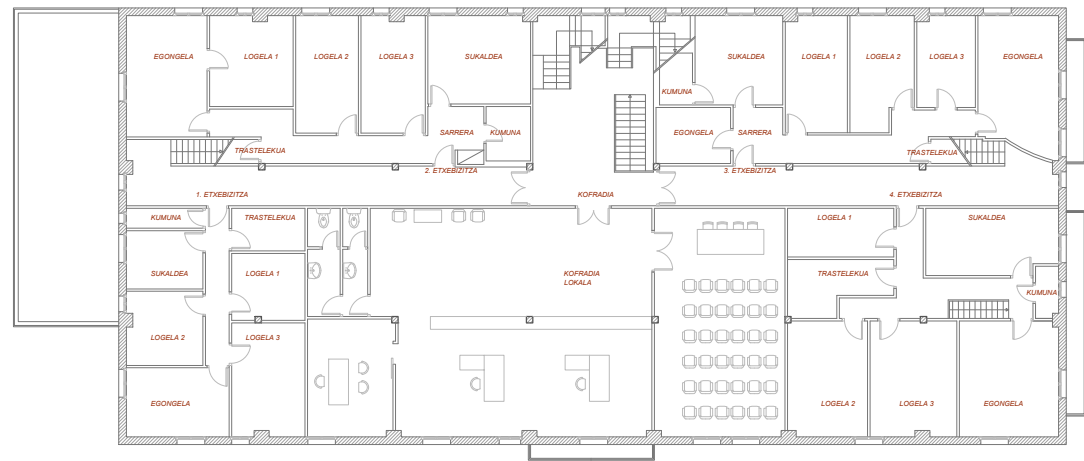 EGONGELA
LOGELA 1
LOGELA 2
LOGELA 3
SUKALDEA
SUKALDEA
LOGELA 1
LOGELA 2
LOGELA 3
EGONGELA
KUMUNA
SARRERA
KUMUNA
EGONGELA
SARRERA
TRASTELEKUA
TRASTELEKUA
2. ETXEBIZITZA
3. ETXEBIZITZA
1. ETXEBIZITZA
KOFRADIA
4. ETXEBIZITZA
KUMUNA
TRASTELEKUA
LOGELA 1
SUKALDEA
SUKALDEA
LOGELA 1
KOFRADIA
LOKALA
TRASTELEKUA
KUMUNA
LOGELA 2
LOGELA 3
EGONGELA
LOGELA 2
LOGELA 3
EGONGELA